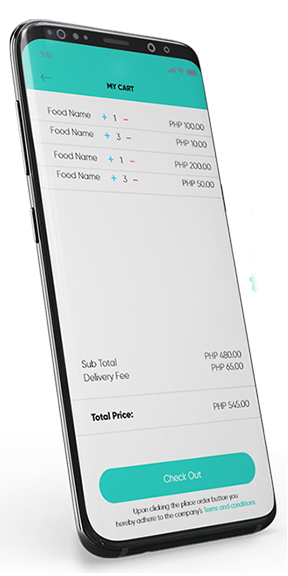 9:41
MY CART
Food Name + 1 - PHP 100.00
Food Name + 3 - PHP 10.00
Food Name + 1 - PHP 200.00
Food Name + 3 - PHP 50.00
Sub Total PHP 480.00
Delivery Fee PHP 65.00
Total Price: PHP 545.00
Check Out
Upon clicking the place order button you
hereby adhere to the company's Terms and conditions